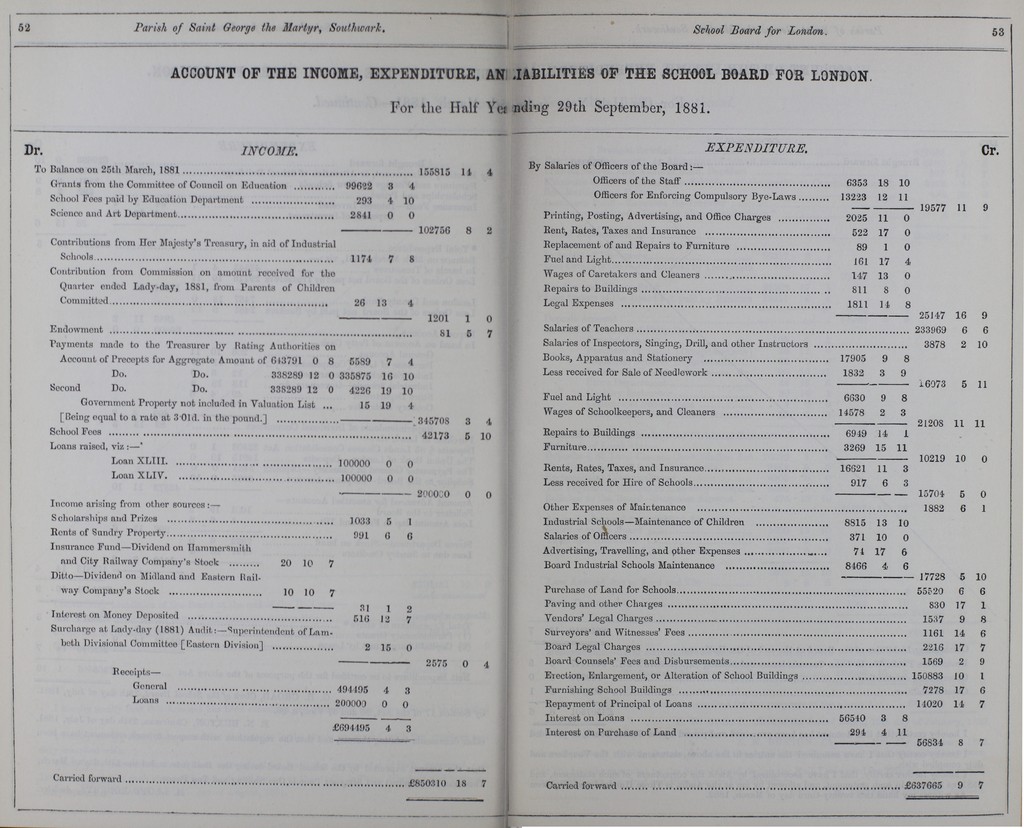 52
Parish of Saint George the Martyr, Southwark.
ACCOUNT OF THE INCOME, EXPENDITURE, AN IABILITIES OF THE SCHOOL BOARD FOR LONDON.
For the Half Ye nding 29th September, 1881.
Dr. INCOME.
To Balance on 25th March, 1881 155815 14 4
Grants from the Committee of Council on Education 99622 3 4
School Fees paid by Education Department 293 4 10
Science and Art Department 2841 0 0
102756 8 2
Contributions from Her Majesty's Treasury, in aid of Industrial
Schools 1174 7 8
Contribution from Commission on amount received for the
Quarter ended Lady-day, 1881, from Parents of Children
Committed 26 13 4
1201 1 0
Endowment 81 5 7
Payments made to the Treasurer by Rating Authorities on
Account of Precepts for Aggregate Amount of 643791 0 8 5589 7 4
Do. Do. 338289 12 0 335875 16 10
Second Do. Do. 338289 12 0 4226 19 10
Government Property not included in Valuation List ... 15 19 4
[Being equal to a rate at 3·01d. in the pound.] 345708 3 4
School Fees 42173 5 10
Loans raised, viz :—
Loan XLIII. 100000 0 0
Loan XLIV. 100000 0 0
200000 0 0
Income arising from other sources :—
Scholarships and Prizes 1033 5 1
Rents of Sundry Property 991 6 6
Insurance Fund—Dividend on Hammersmith
and City Railway Company's Stock 20 10 7
Ditto—Dividend on Midland and Eastern Rail-
way Company's Stock 10 10 7
31 1 2
Interest on Money Deposited 516 12 7
Surcharge at Lady-day (1881) Audit :—Superintendent of Lam-
beth Divisional Committee [Eastern Division] 2 15 0
2575 0 4
Receipts—
General 494495 4 3
Loans 200000 0 0
£694495 4 3
Carried forward £850310 18 7
School Board for London.
53
EXPENDITURE. Cr.
By Salaries of Officers of the Board :—
Officers of the Staff 6353 18 10
Officers for Enforcing Compulsory Bye-Laws 13223 12 11
19577 11 9
Printing, Posting, Advertising, and Office Charges 2025 11 0
Rent, Rates, Taxes and Insurance 522 17 0
Replacement of and Repairs to Furniture 89 1 0
Fuel and Light 161 17 4
Wages of Caretakers and Cleaners 147 13 0
Repairs to Buildings 811 8 0
Legal Expenses 1811 14 8
25147 16 9
Salaries of Teachers 233969 6 6
Salaries of Inspectors, Singing, Drill, and other Instructors 3878 2 10
Books, Apparatus and Stationery 17905 9 8
Less received for Sale of Needlework 1832 3 9
16073 5 11
Fuel and Light 6630 9 8
Wages of Schoolkeepers, and Cleaners 14578 2 3
21208 11 11
Repairs to Buildings 6949 14 1
Furniture 3269 15 11
10219 10 0
Rents, Rates, Taxes, and Insurance 16621 11 3
Less received for Hire of Schools 917 6 3
15704 5 0
Other Expenses of Maintenance 1882 6 1
Industrial Schools—Maintenance of Children 8815 13 10
Salaries of Officers 371 10 0
Advertising, Travelling, and other Expenses 74 17 6
Board Industrial Schools Maintenance 8466 4 6
17728 5 10
Purchase of Land for Schools 55520 6 6
Paving and other Charges 830 17 1
Vendors' Legal Charges 1537 9 8
Surveyors' and Witnesses' Fees 1161 14 6
Board Legal Charges 2216 17 7
Board Counsels' Fees and Disbursements 1569 2 9
Erection, Enlargement, or Alteration of School Buildings 150883 10 1
Furnishing School Buildings 7278 17 6
Repayment of Principal of Loans 14020 14 7
Interest on Loans 56540 3 8
Interest on Purchase of Land 294 4 11
56834 8 7
Carried forward £637665 9 7